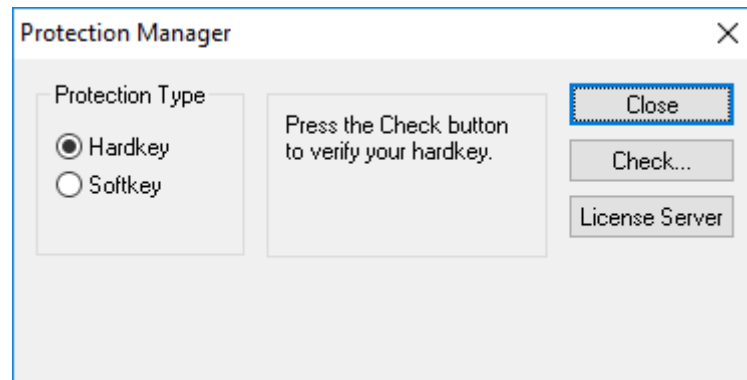 Protection Manager
Protection Type
Hardkey
Softkey
Press the Check button
to verify your hardkey.
Close
Check...
License Server